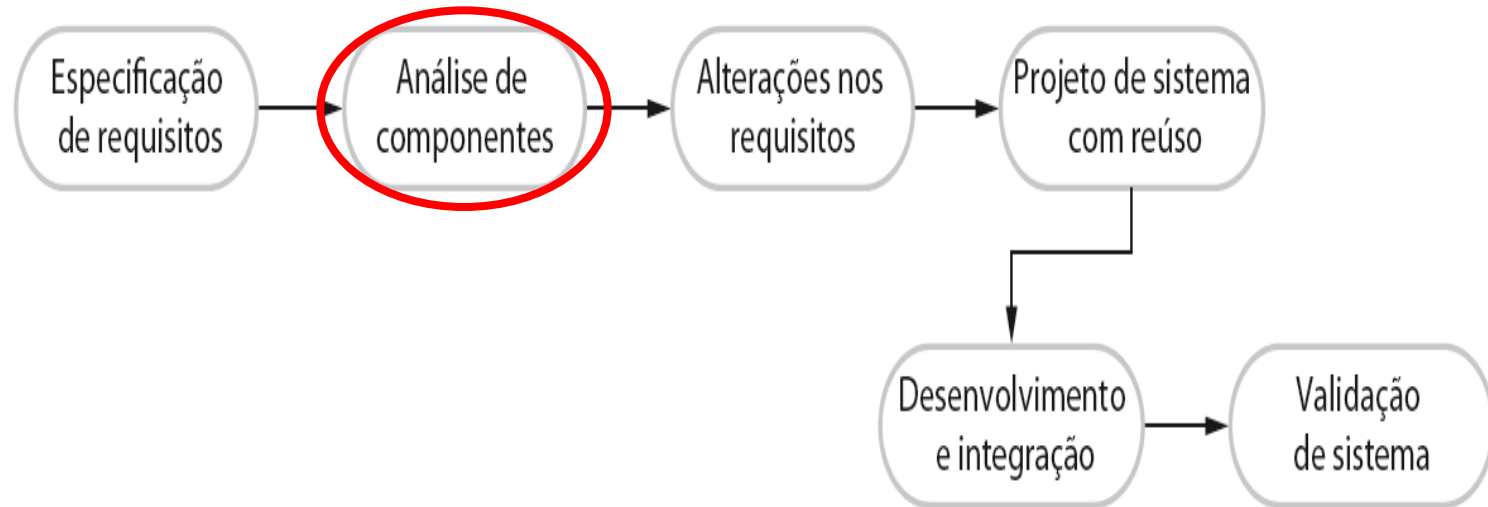 Especificação
de requisitos
Análise de
componentes
Alterações nos
requisitos
Projeto de sistema
com reúso
Desenvolvimento
e integração
Validação
de sistema